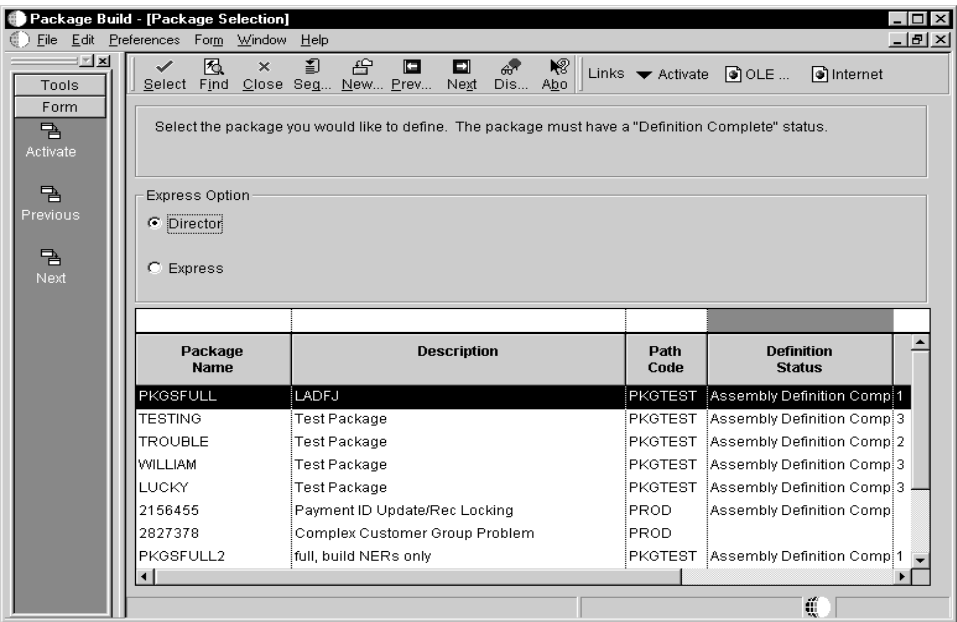 Package Build - [Package Selection]
File Edit Preferences Form Window Help
Select Find Close Seq... New... Prev... Next Dis... Abo Links Activate OLE ... Internet
Tools
Form
Activate
Previous
Next
Select the package you would like to define. The package must have a "Definition Complete" status.
Express Option
Director
Express
Package Name Description Path Code Definition Status
PKGSFULL LADFJ PKGTEST Assembly Definition Comp 1
TESTING Test Package PKGTEST Assembly Definition Comp 3
TROUBLE Test Package PKGTEST Assembly Definition Comp 2
WILLIAM Test Package PKGTEST Assembly Definition Comp 3
LUCKY Test Package PKGTEST Assembly Definition Comp 3
2156455 Payment ID Update/Rec Locking PROD Assembly Definition Comp
2827378 Complex Customer Group Problem PROD
PKGSFULL2 full, build NERs only PKGTEST Assembly Definition Comp 1